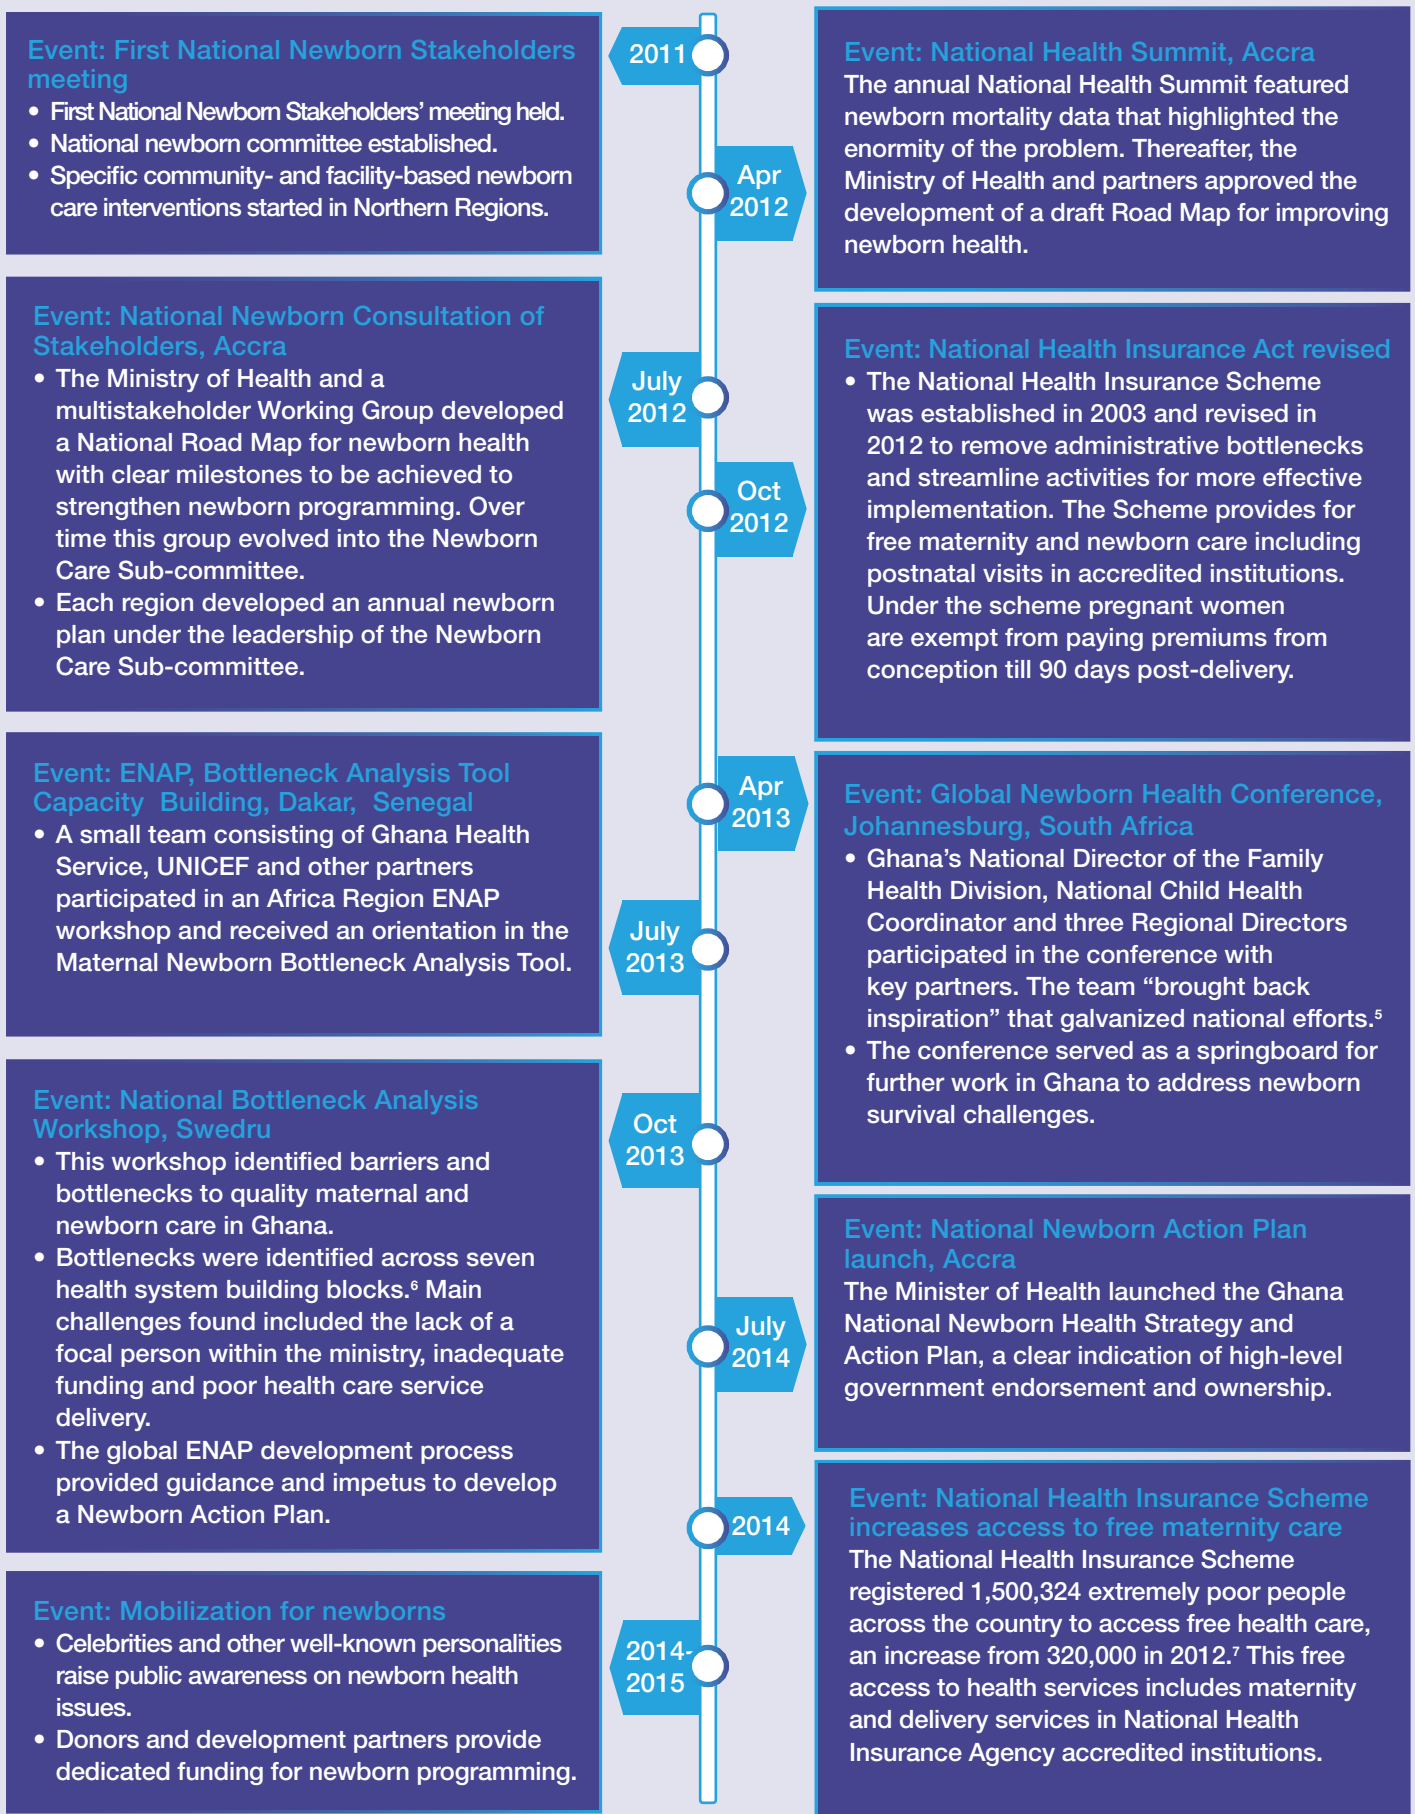 2011
Event: First National Newborn Stakeholders
meeting
• First National Newborn Stakeholders’ meeting held.
• National newborn committee established.
• Specific community- and facility-based newborn
care interventions started in Northern Regions.
Apr
2012
Event: National Health Summit, Accra
The annual National Health Summit featured
newborn mortality data that highlighted the
enormity of the problem. Thereafter, the
Ministry of Health and partners approved the
development of a draft Road Map for improving
newborn health.
July
2012
Event: National Newborn Consultation of
Stakeholders, Accra
• The Ministry of Health and a
multistakeholder Working Group developed
a National Road Map for newborn health
with clear milestones to be achieved to
strengthen newborn programming. Over
time this group evolved into the Newborn
Care Sub-committee.
• Each region developed an annual newborn
plan under the leadership of the Newborn
Care Sub-committee.
Oct
2012
Event: National Health Insurance Act revised
• The National Health Insurance Scheme
was established in 2003 and revised in
2012 to remove administrative bottlenecks
and streamline activities for more effective
implementation. The Scheme provides for
free maternity and newborn care including
postnatal visits in accredited institutions.
Under the scheme pregnant women
are exempt from paying premiums from
conception till 90 days post-delivery.
Apr
2013
Event: Global Newborn Health Conference,
Johannesburg, South Africa
• Ghana’s National Director of the Family
Health Division, National Child Health
Coordinator and three Regional Directors
participated in the conference with
key partners. The team “brought back
inspiration” that galvanized national efforts.⁵
• The conference served as a springboard for
further work in Ghana to address newborn
survival challenges.
July
2013
Event: ENAP, Bottleneck Analysis Tool
Capacity Building, Dakar, Senegal
• A small team consisting of Ghana Health
Service, UNICEF and other partners
participated in an Africa Region ENAP
workshop and received an orientation in the
Maternal Newborn Bottleneck Analysis Tool.
Oct
2013
Event: National Bottleneck Analysis
Workshop, Swedru
• This workshop identified barriers and
bottlenecks to quality maternal and
newborn care in Ghana.
• Bottlenecks were identified across seven
health system building blocks.⁶ Main
challenges found included the lack of a
focal person within the ministry, inadequate
funding and poor health care service
delivery.
• The global ENAP development process
provided guidance and impetus to develop
a Newborn Action Plan.
July
2014
Event: National Newborn Action Plan
launch, Accra
The Minister of Health launched the Ghana
National Newborn Health Strategy and
Action Plan, a clear indication of high-level
government endorsement and ownership.
2014
Event: National Health Insurance Scheme
increases access to free maternity care
The National Health Insurance Scheme
registered 1,500,324 extremely poor people
across the country to access free health care,
an increase from 320,000 in 2012.⁷ This free
access to health services includes maternity
and delivery services in National Health
Insurance Agency accredited institutions.
2014-
2015
Event: Mobilization for newborns
• Celebrities and other well-known personalities
raise public awareness on newborn health
issues.
• Donors and development partners provide
dedicated funding for newborn programming.